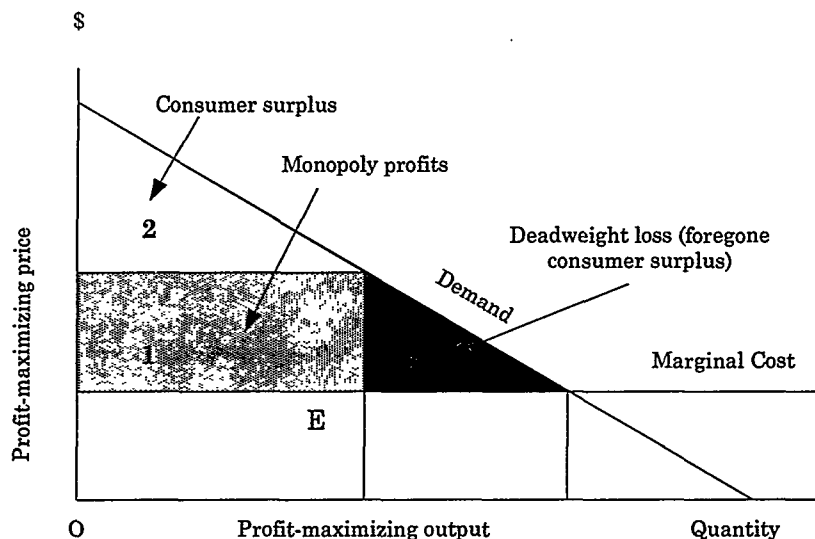 $
Consumer surplus
Monopoly profits
2
Deadweight loss (foregone
consumer surplus)
Demand
Profit-maximizing price
1
Marginal Cost
E
O
Profit-maximizing output
Quantity